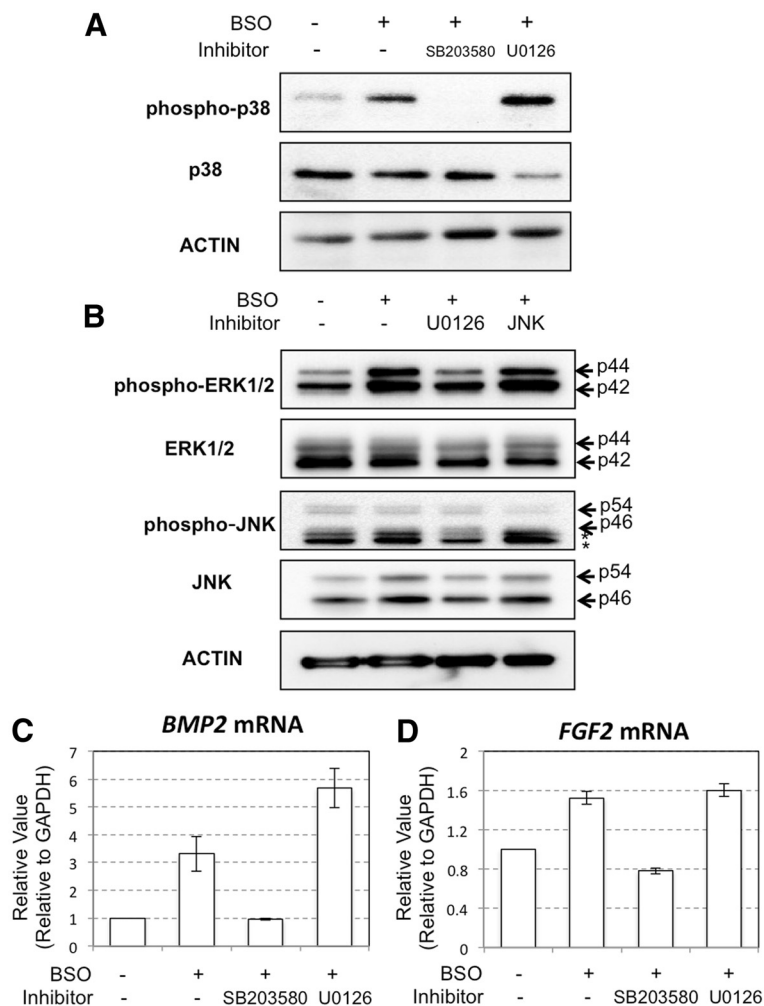 A
BSO - + + +
Inhibitor - - SB203580 U0126
phospho-p38
p38
ACTIN
B
BSO - + + +
Inhibitor - - U0126 JNK
phospho-ERK1/2 p44
p42
ERK1/2 p44
p42
phospho-JNK p54
p46
*
*
JNK p54
p46
ACTIN
C
BMP2 mRNA
Relative Value
(Relative to GAPDH)
7
6
5
4
3
2
1
0
BSO - + + +
Inhibitor - - SB203580 U0126
D
FGF2 mRNA
Relative Value
(Relative to GAPDH)
2
1.6
1.2
0.8
0.4
0
BSO - + + +
Inhibitor - - SB203580 U0126